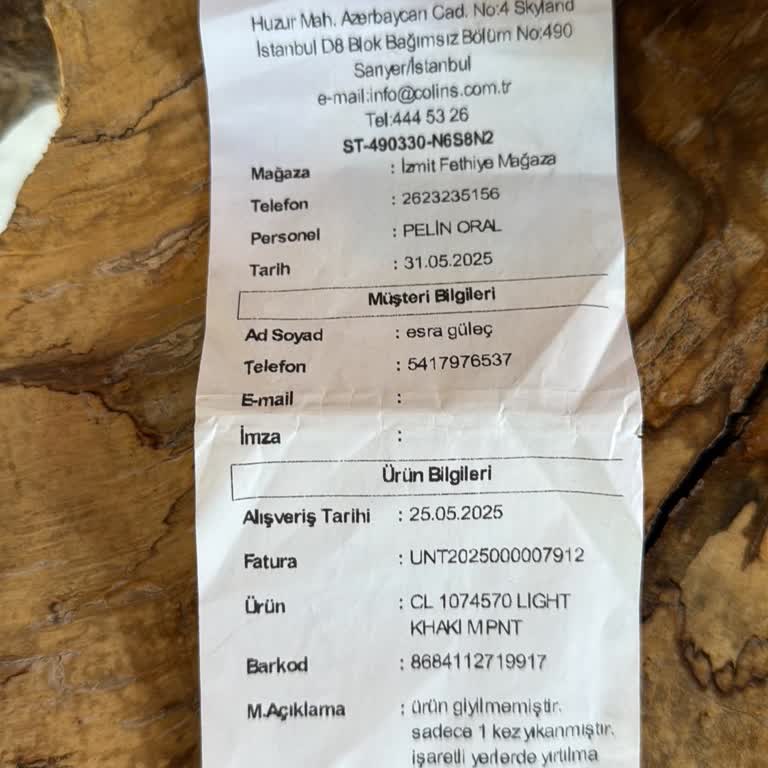 Huzur Mah. Azerbaycan Cad. No:4 Skyland
İstanbul D8 Blok Bağımsız Bölüm No:490
Sarıyer/İstanbul
e-mail:info@colins.com.tr
Tel:444 53 26
ST-490330-N6S8N2
Mağaza : İzmit Fethiye Mağaza
Telefon : 2623235156
Personel : PELİN ORAL
Tarih : 31.05.2025
Müşteri Bilgileri
Ad Soyad : esra güleç
Telefon : 5417976537
E-mail :
İmza :
Ürün Bilgileri
Alışveriş Tarihi : 25.05.2025
Fatura : UNT2025000007912
Ürün : CL 1074570 LIGHT
KHAKI M PNT
Barkod : 8684112719917
M.Açıklama : ürün giyilmemiştir.
sadece 1 kez yıkanmıştır.
işaretli yerlerde yırtılma